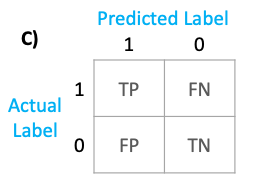 Predicted Label
C)
1 0
Actual Label
1 TP FN
0 FP TN